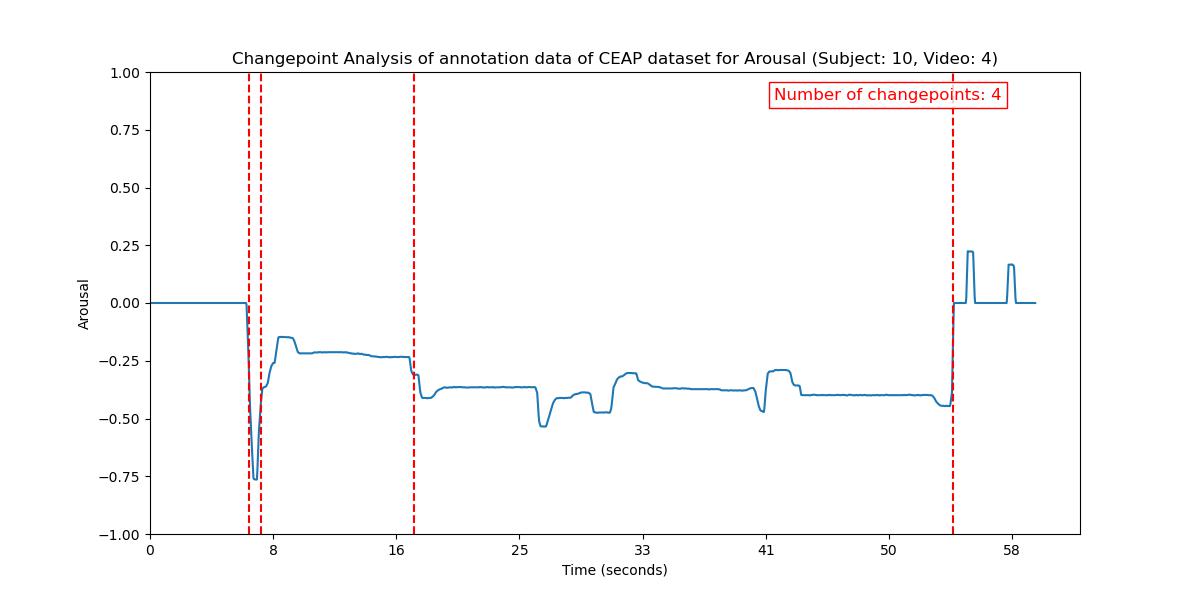 Changepoint Analysis of annotation data of CEAP dataset for Arousal (Subject: 10, Video: 4)
Number of changepoints: 4
1.00
0.75
0.50
0.25
0.00
−0.25
−0.50
−0.75
−1.00
Arousal
0 8 16 25 33 41 50 58
Time (seconds)